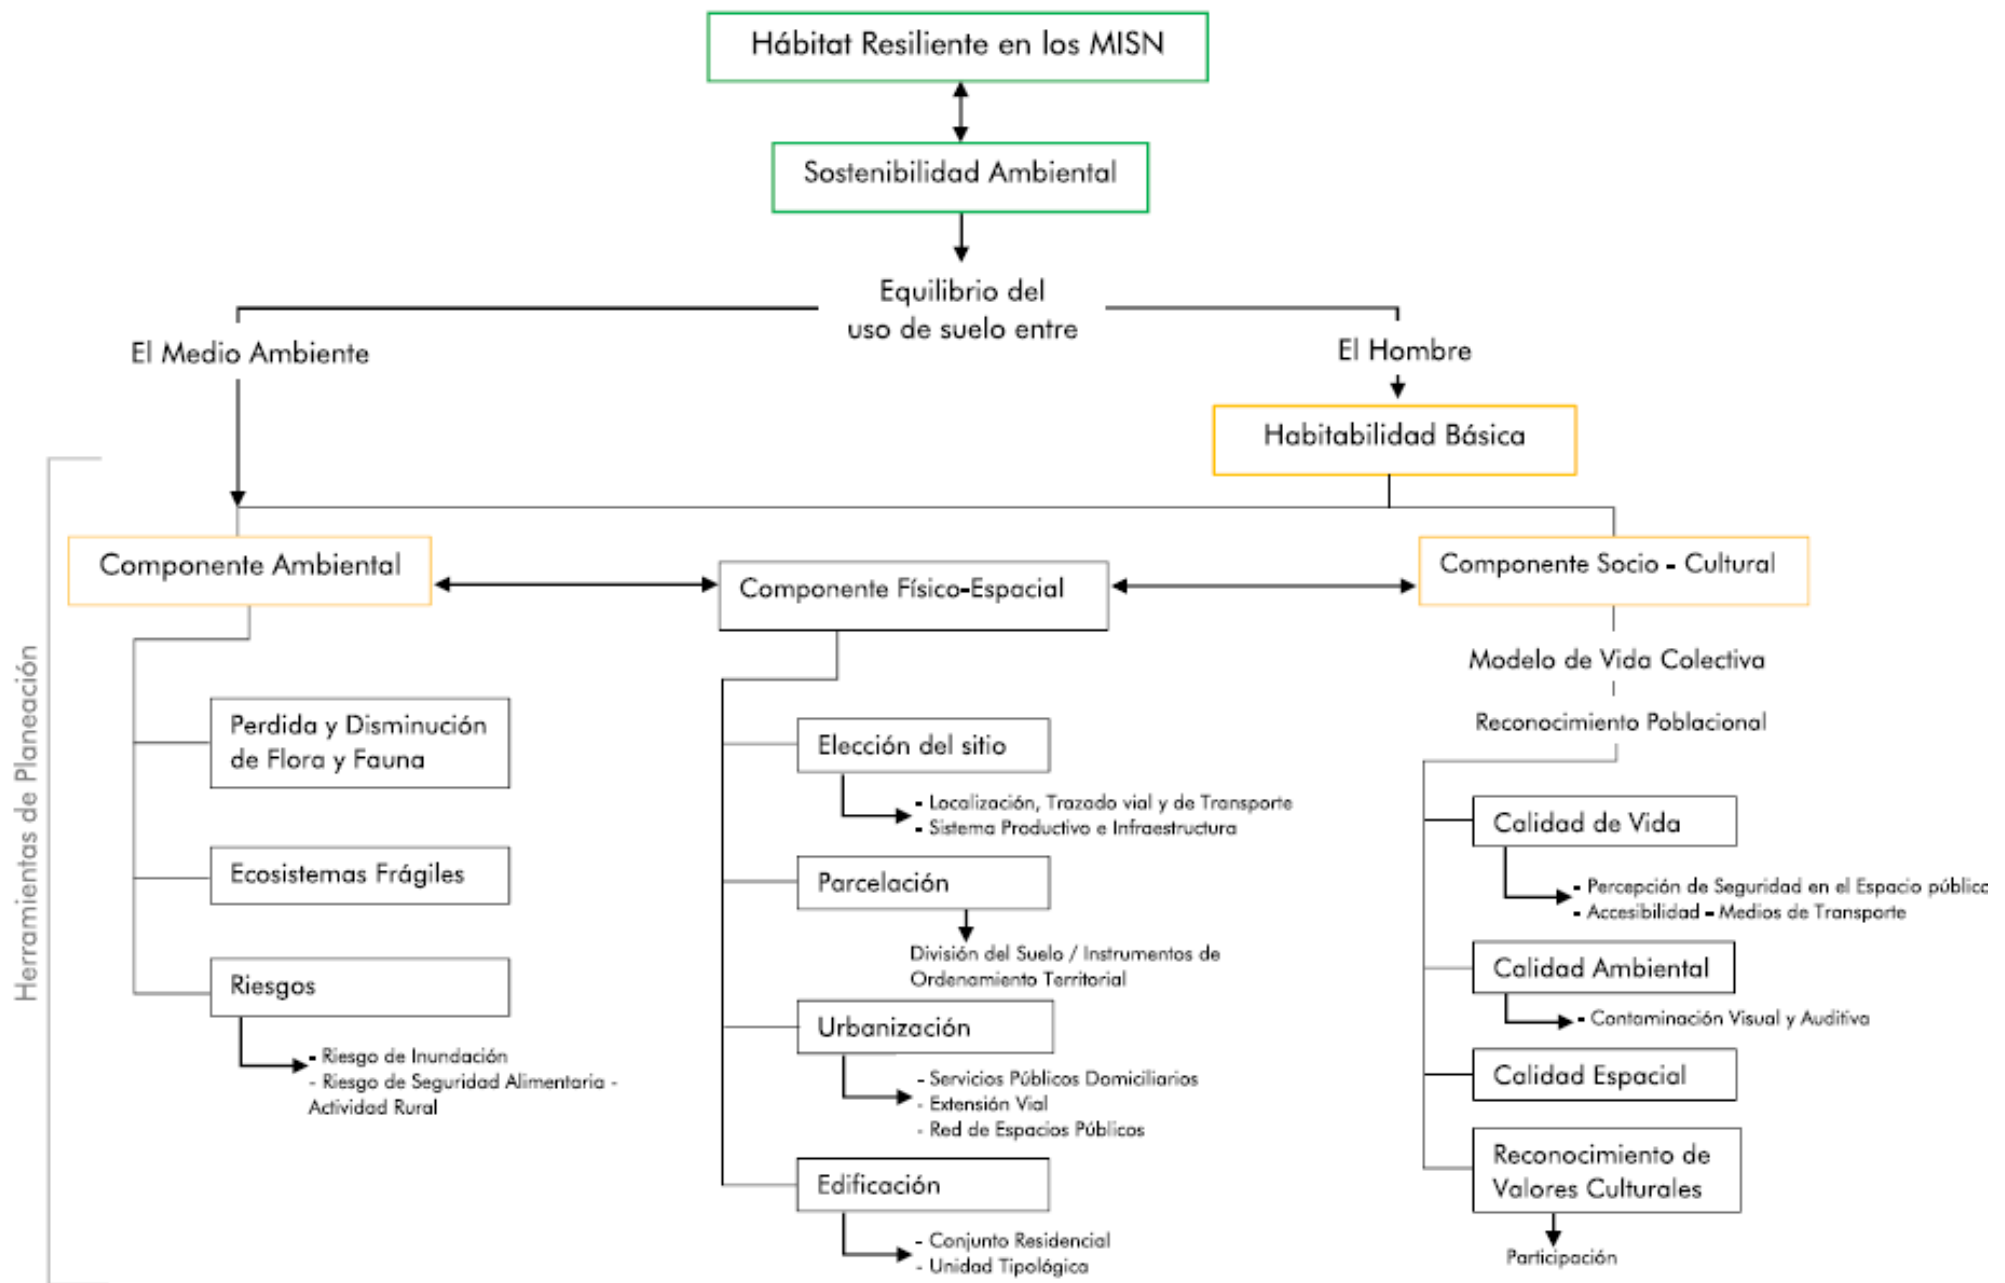 Hábitat Resiliente en los MISN
Sostenibilidad Ambiental
Equilibrio del
uso de suelo entre
El Medio Ambiente
El Hombre
Habitabilidad Básica
Herramientas de Planeación
Componente Ambiental
Perdida y Disminución
de Flora y Fauna
Ecosistemas Frágiles
Riesgos
- Riesgo de Inundación
- Riesgo de Seguridad Alimentaria -
Actividad Rural
Componente Físico-Espacial
Elección del sitio
- Localización, Trazado vial y de Transporte
- Sistema Productivo e Infraestructura
Parcelación
División del Suelo / Instrumentos de
Ordenamiento Territorial
Urbanización
- Servicios Públicos Domiciliarios
- Extensión Vial
- Red de Espacios Públicos
Edificación
- Conjunto Residencial
- Unidad Tipológica
Componente Socio - Cultural
Modelo de Vida Colectiva
Reconocimiento Poblacional
Calidad de Vida
- Percepción de Seguridad en el Espacio público
- Accesibilidad - Medios de Transporte
Calidad Ambiental
- Contaminación Visual y Auditiva
Calidad Espacial
Reconocimiento de
Valores Culturales
Participación